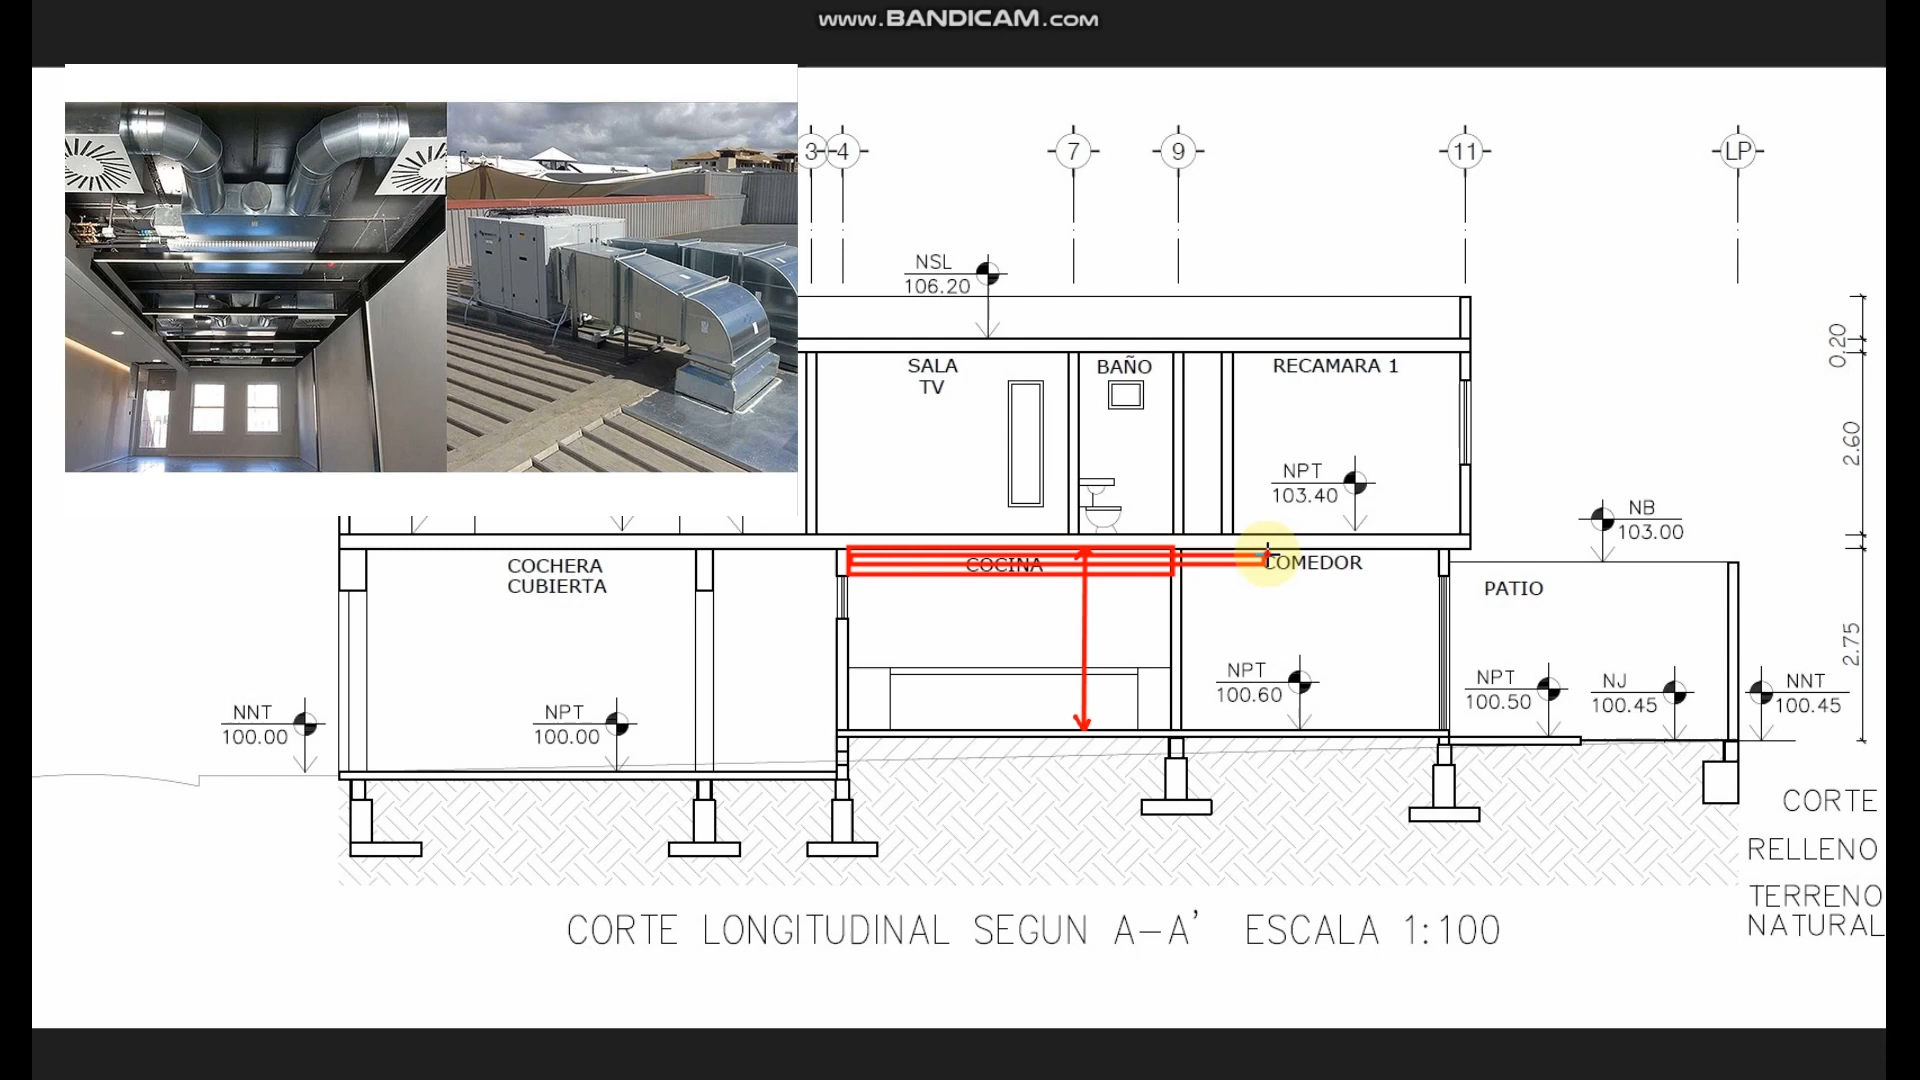 www.BANDICAM.com
3
4
7
9
11
LP
NSL
106.20
SALA
TV
BAÑO
RECAMARA 1
0.20
2.60
NPT
103.40
NB
103.00
COCHERA
CUBIERTA
COCINA
COMEDOR
PATIO
2.75
NNT
100.00
NPT
100.00
NPT
100.60
NPT
100.50
NJ
100.45
NNT
100.45
CORTE
RELLENO
TERRENO
NATURAL
CORTE LONGITUDINAL SEGUN A-A' ESCALA 1:100